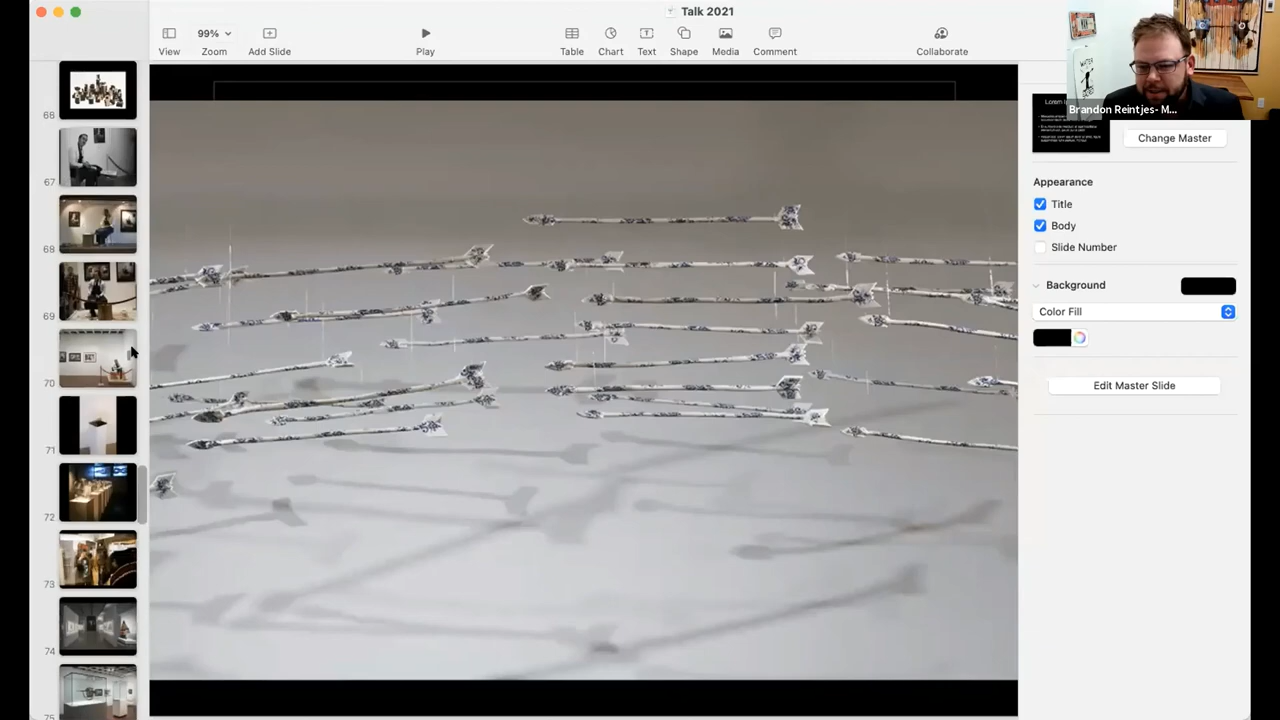 Talk 2021
99%
View
Zoom
Add Slide
Play
Table
Chart
Text
Shape
Media
Comment
Collaborate
Brandon Reintjes- M...
Change Master
Appearance
Title
Body
Slide Number
Background
Color Fill
Edit Master Slide
68
67
68
69
70
71
72
73
74
75